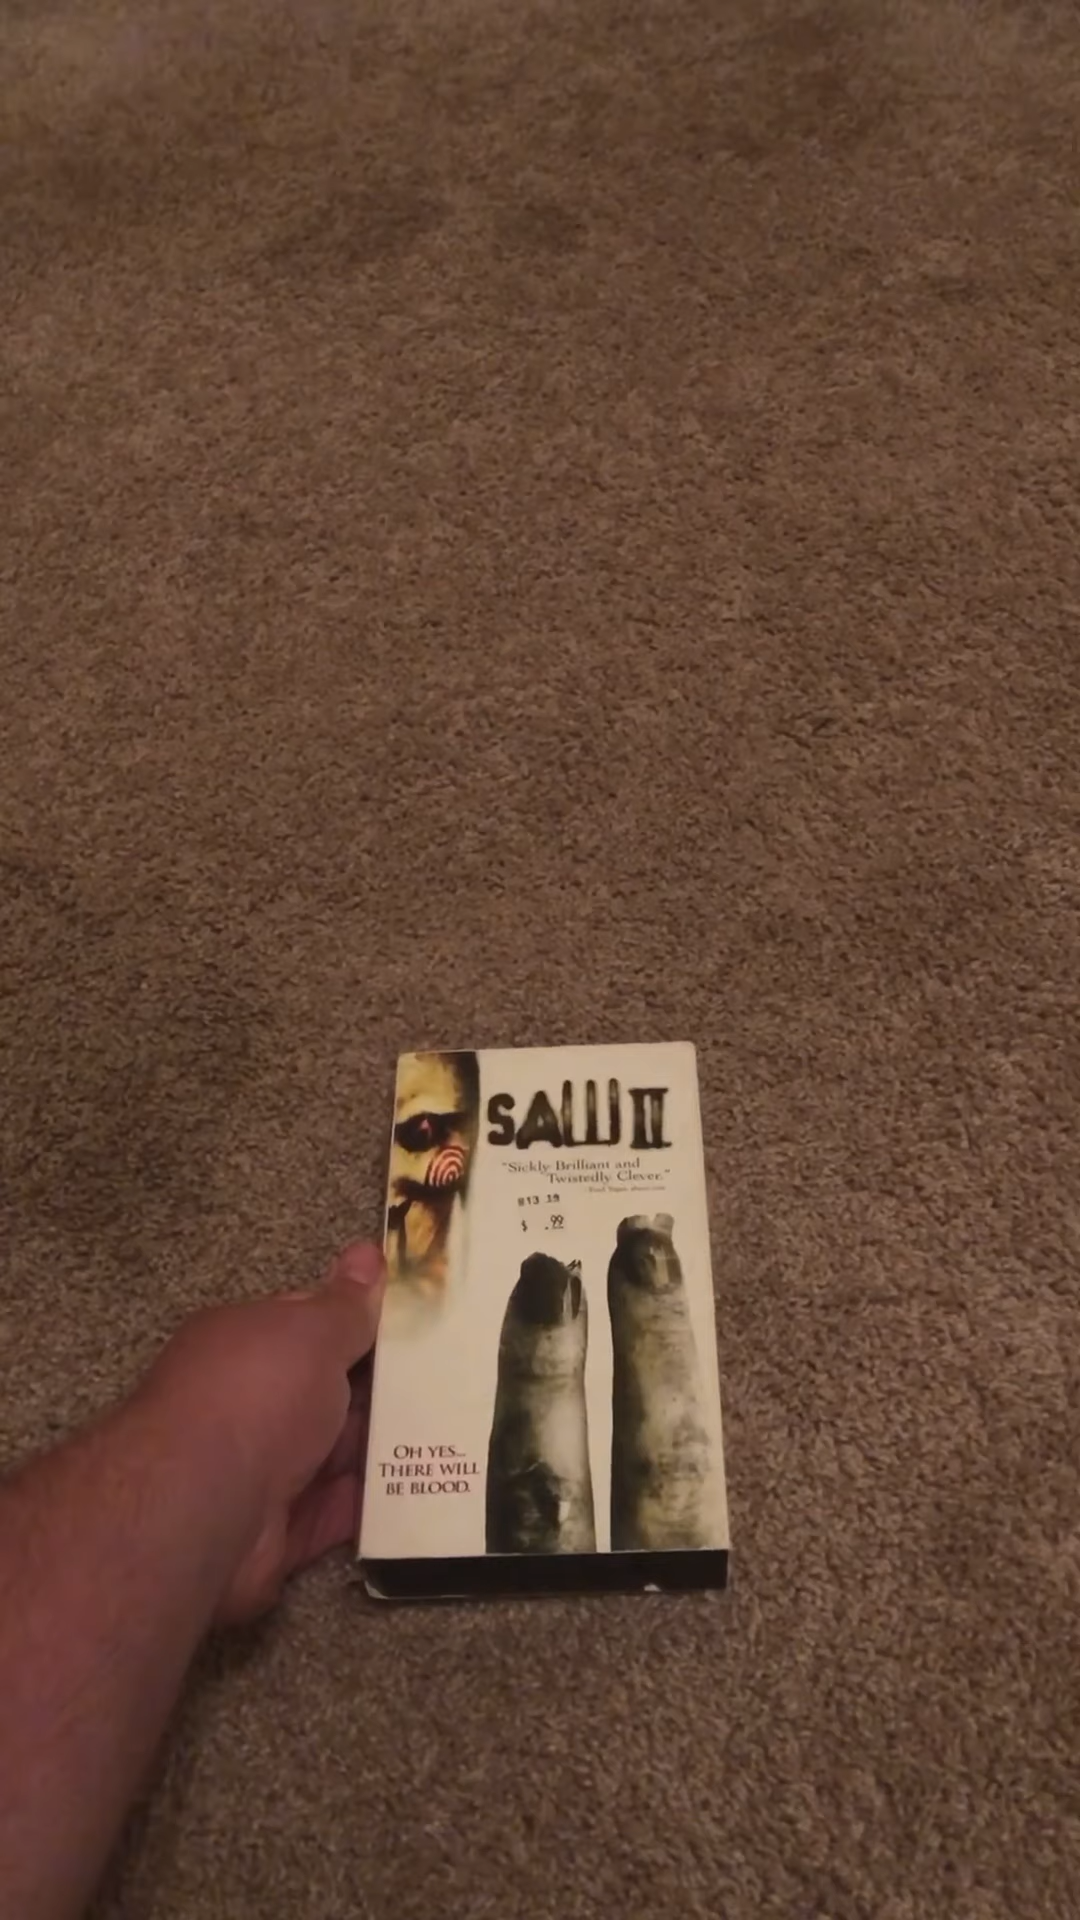 SAW II
"Sickly Brilliant and
Twistedly Clever."
$ .99
OH YES...
THERE WILL
BE BLOOD.